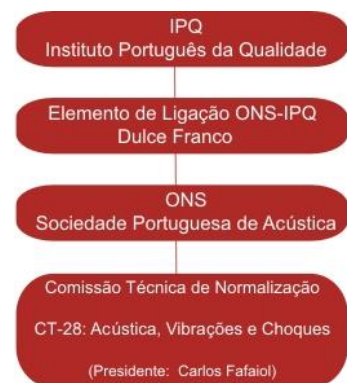 IPQ
Instituto Português da Qualidade
Elemento de Ligação ONS-IPQ
Dulce Franco
ONS
Sociedade Portuguesa de Acústica
Comissão Técnica de Normalização
CT-28: Acústica, Vibrações e Choques
(Presidente: Carlos Fafaiol)